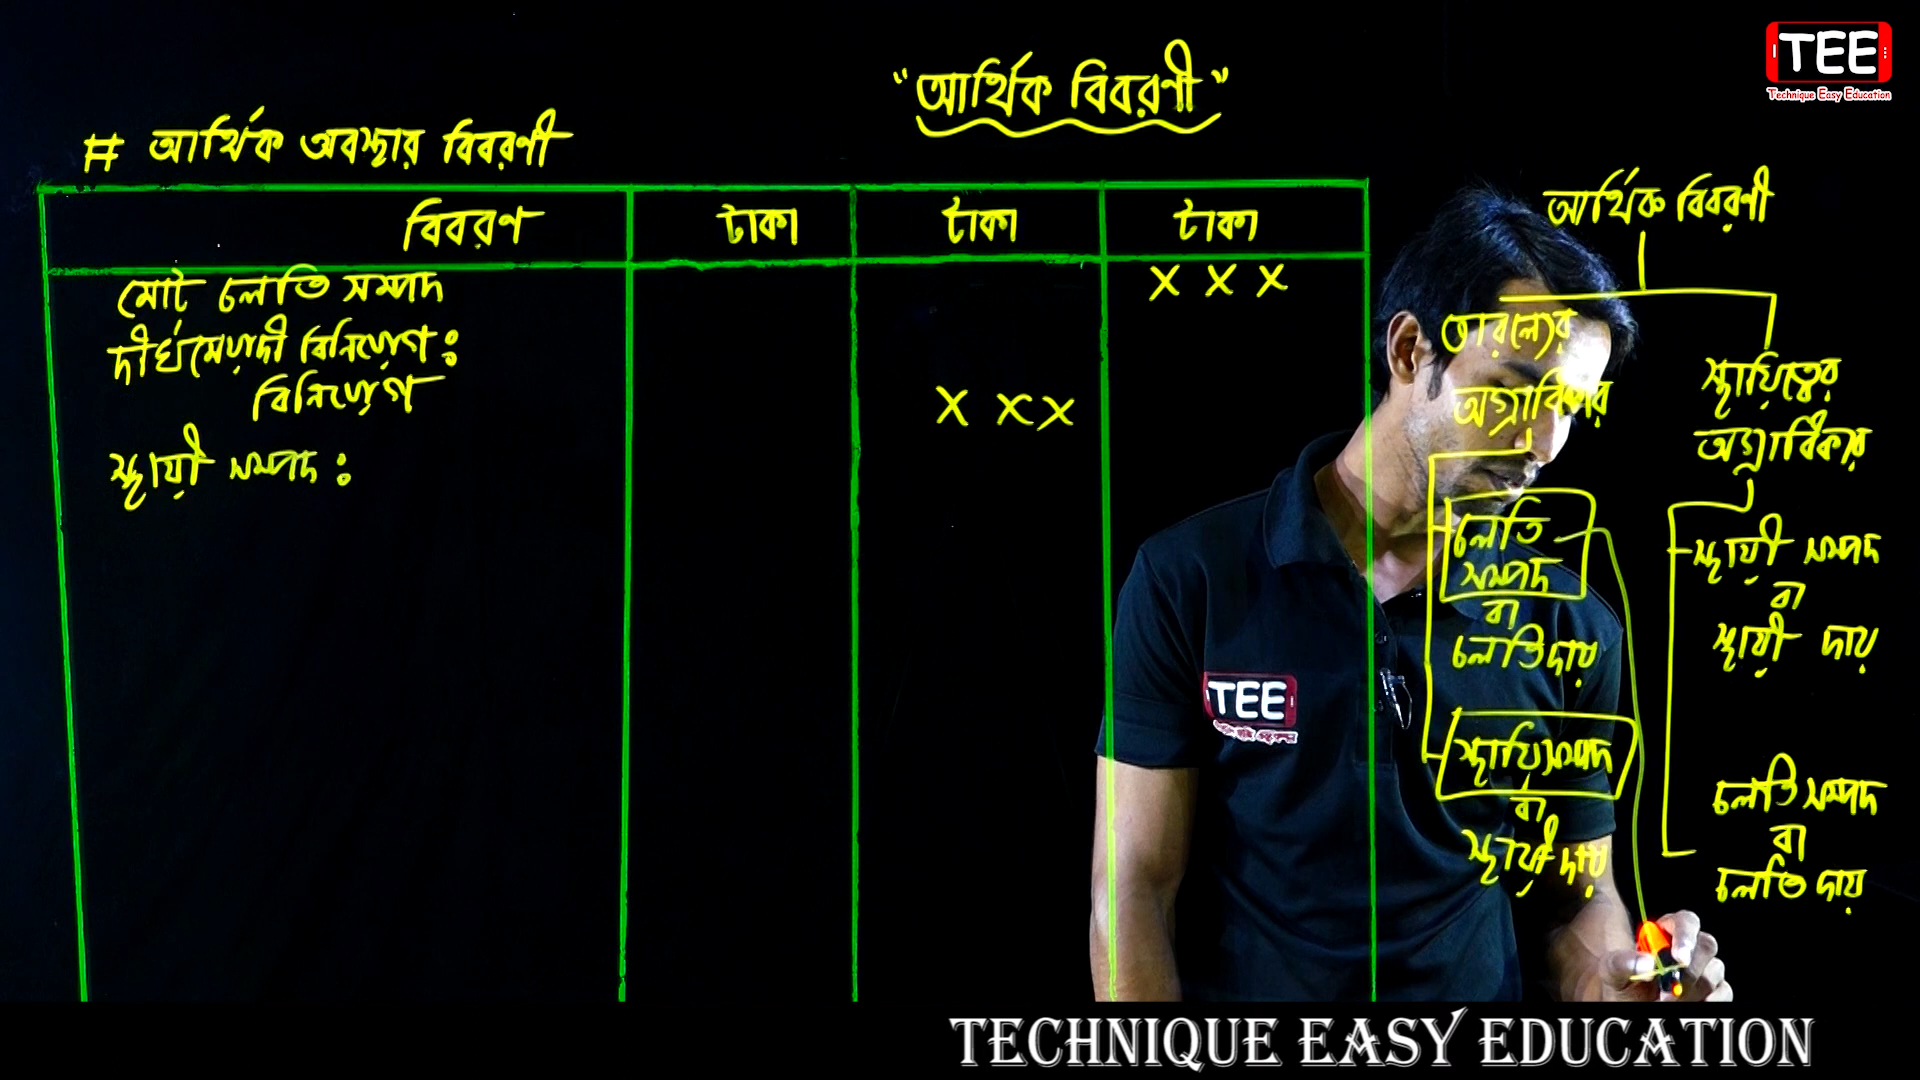 TEE
Technique Easy Education
"আর্থিক বিবরণী"
# আর্থিক অবস্থার বিবরণী
বিবরণ টাকা টাকা টাকা
মোট চলতি সম্পদ X X X
দীর্ঘমেয়াদী বিনিয়োগ :
বিনিয়োগ X X X
স্থায়ী সম্পদ :
আর্থিক বিবরণী
তারল্যের
অগ্রাধিকার
চলতি
সম্পদ
বা
চলতি দায়
স্থায়ি সম্পদ
বা
স্থায়ী দায়
স্থায়িত্বের
অগ্রাধিকার
স্থায়ী সম্পদ
বা
স্থায়ী দায়
চলতি সম্পদ
বা
চলতি দায়
TEE
TECHNIQUE EASY EDUCATION